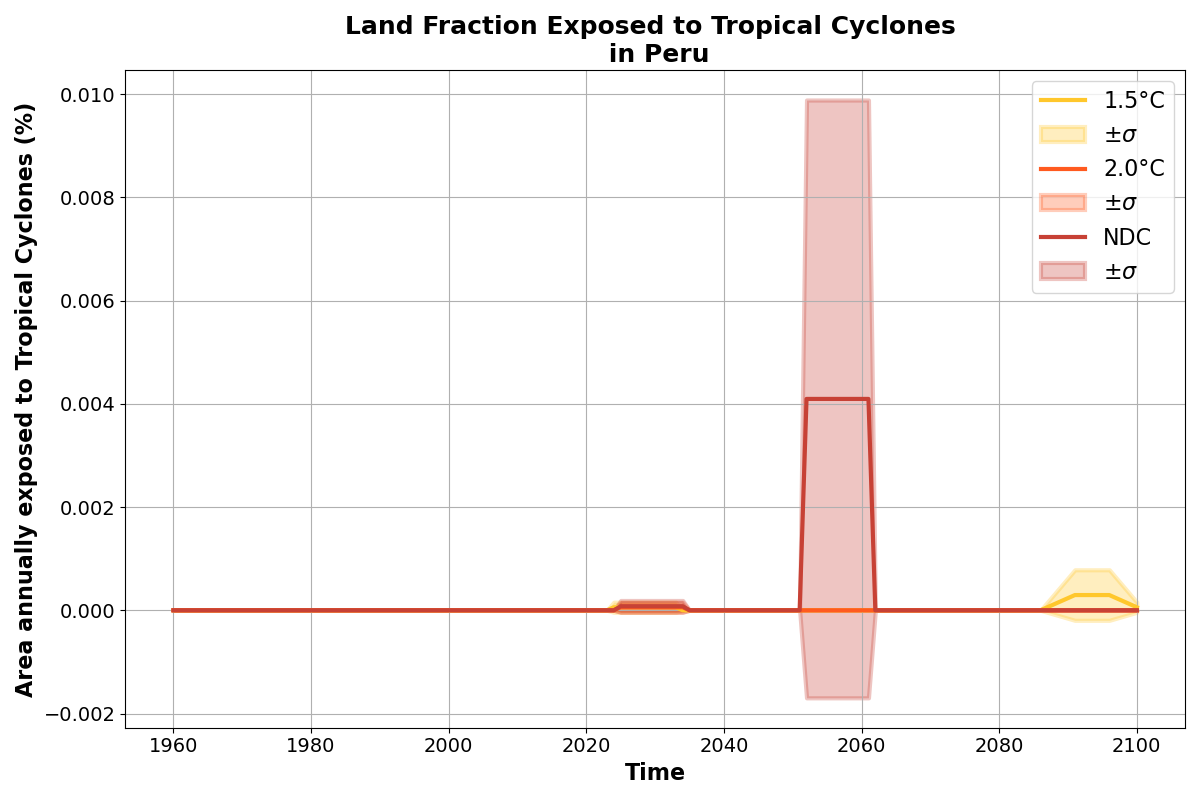 Land Fraction Exposed to Tropical Cyclones
in Peru
Area annually exposed to Tropical Cyclones (%)
0.010
0.008
0.006
0.004
0.002
0.000
−0.002
1960
1980
2000
2020
2040
2060
2080
2100
Time
1.5°C
±σ
2.0°C
±σ
NDC
±σ